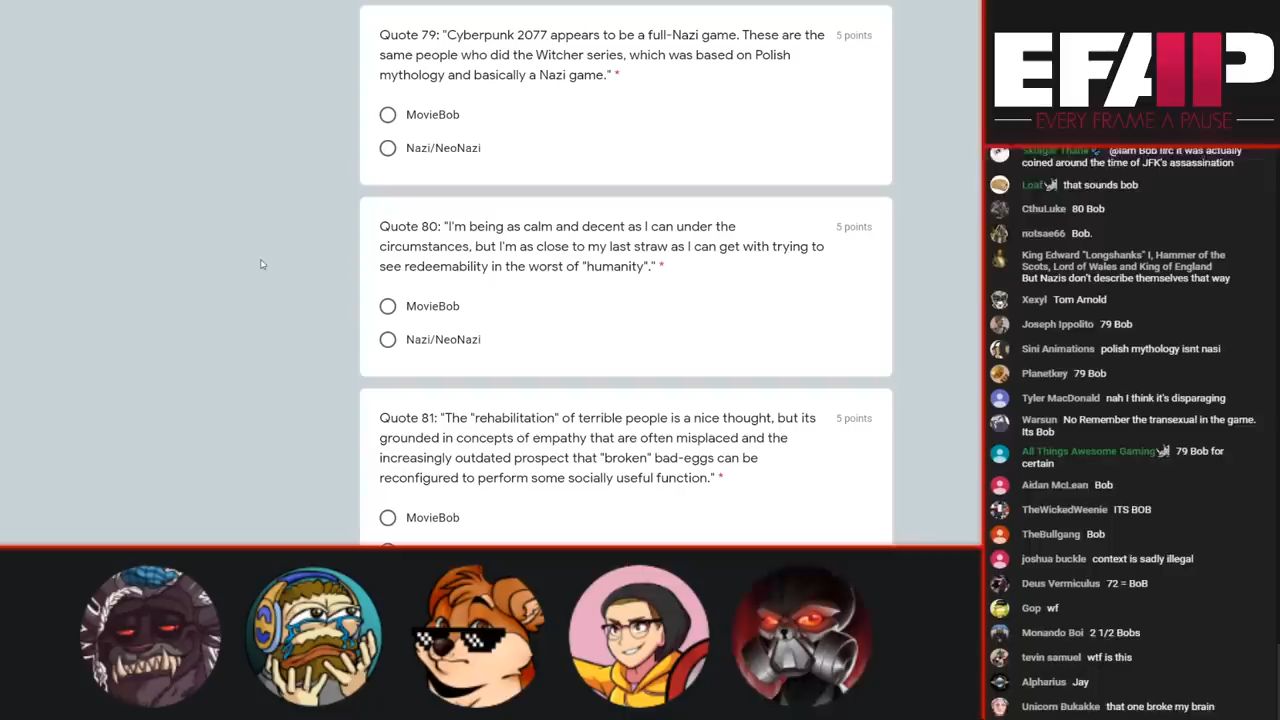 Quote 79: "Cyberpunk 2077 appears to be a full-Nazi game. These are the
same people who did the Witcher series, which was based on Polish
mythology and basically a Nazi game." *
5 points
MovieBob
Nazi/NeoNazi
Quote 80: "I'm being as calm and decent as I can under the
circumstances, but I'm as close to my last straw as I can get with trying to
see redeemability in the worst of "humanity"." *
5 points
MovieBob
Nazi/NeoNazi
Quote 81: "The "rehabilitation" of terrible people is a nice thought, but its
grounded in concepts of empathy that are often misplaced and the
increasingly outdated prospect that "broken" bad-eggs can be
reconfigured to perform some socially useful function." *
5 points
MovieBob
EFAP
EVERY FRAME A PAUSE
@Iam Bob iirc it was actually
coined around the time of JFK's assassination
Loaf that sounds bob
CthuLuke 80 Bob
notsae66 Bob.
King Edward "Longshanks" I, Hammer of the
Scots, Lord of Wales and King of England
But Nazis don't describe themselves that way
Xexyl Tom Arnold
Joseph Ippolito 79 Bob
Sini Animations polish mythology isnt nasi
Planetkey 79 Bob
Tyler MacDonald nah I think it's disparaging
Warsun No Remember the transexual in the game.
Its Bob
All Things Awesome Gaming 79 Bob for
certain
Aidan McLean Bob
TheWickedWeenie ITS BOB
TheBullgang Bob
joshua buckle context is sadly illegal
Deus Vermiculus 72 = BoB
Gop wf
Monando Boi 2 1/2 Bobs
tevin samuel wtf is this
Alpharius Jay
Unicorn Bukakke that one broke my brain